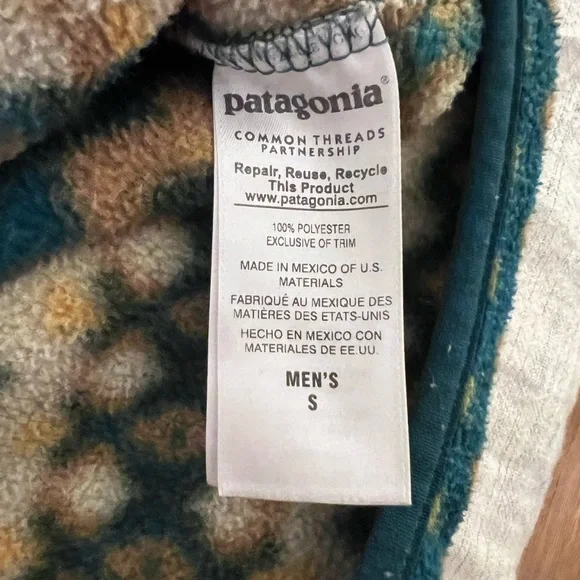 patagonia®
COMMON THREADS
PARTNERSHIP
Repair, Reuse, Recycle
This Product
www.patagonia.com
100% POLYESTER
EXCLUSIVE OF TRIM
MADE IN MEXICO OF U.S.
MATERIALS
FABRIQUÉ AU MEXIQUE DES
MATIÈRES DES ETATS-UNIS
HECHO EN MÉXICO CON
MATERIALES DE EE.UU.
MEN'S
S